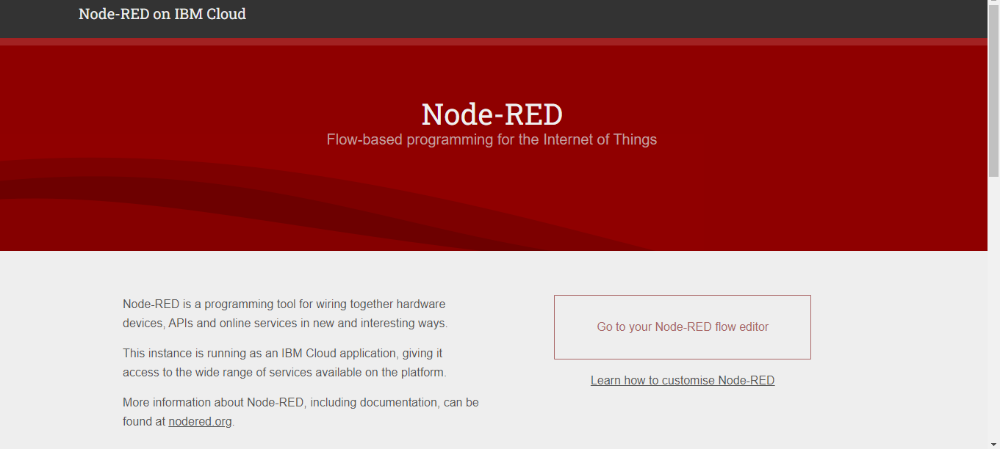 Node-RED on IBM Cloud
Node-RED
Flow-based programming for the Internet of Things
Node-RED is a programming tool for wiring together hardware
devices, APIs and online services in new and interesting ways.
This instance is running as an IBM Cloud application, giving it
access to the wide range of services available on the platform.
More information about Node-RED, including documentation, can be
found at nodered.org.
Go to your Node-RED flow editor
Learn how to customise Node-RED